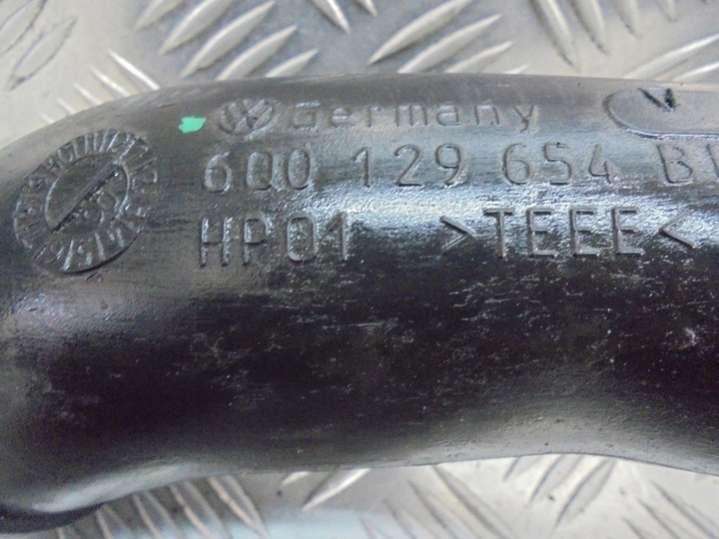 Germany
6Q0 129 654 B
HP01 >TEEE<